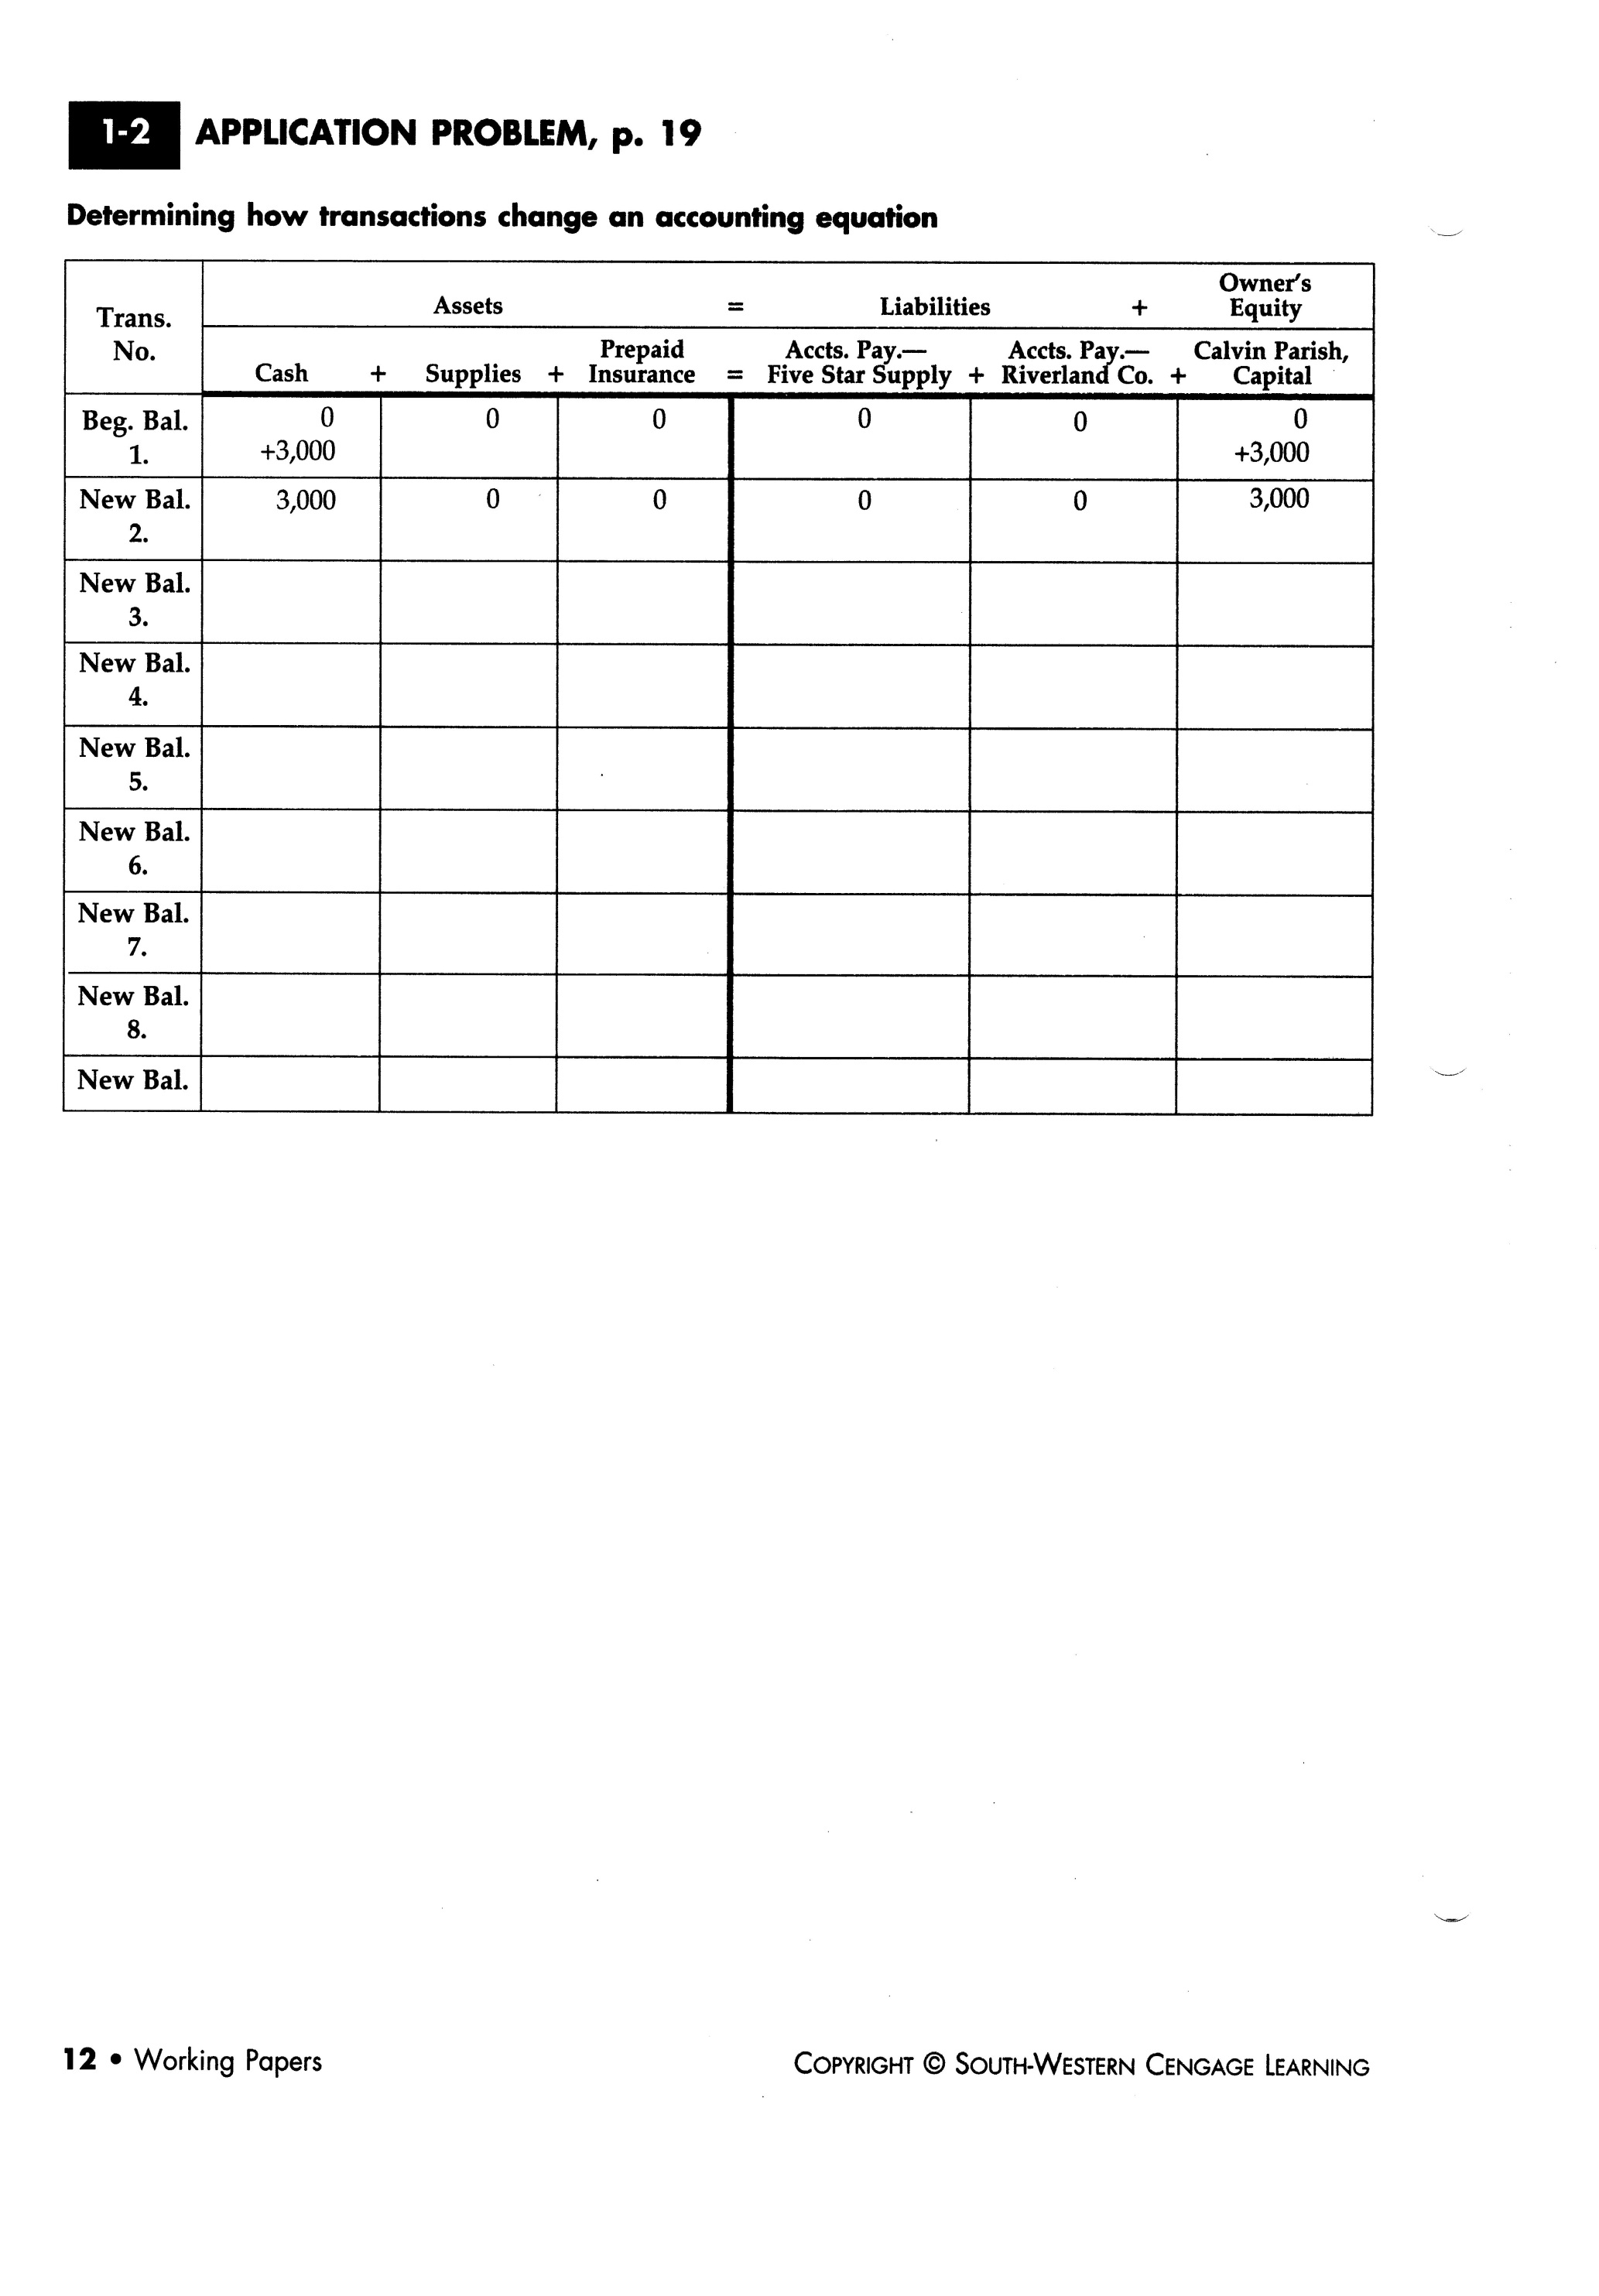 1-2 APPLICATION PROBLEM, p. 19
Determining how transactions change an accounting equation
Trans. No. Assets = Liabilities + Owner's Equity
Cash + Supplies + Prepaid Insurance = Accts. Pay.— Five Star Supply + Accts. Pay.— Riverland Co. + Calvin Parish, Capital
Beg. Bal. 0 0 0 0 0 0
1. +3,000 +3,000
New Bal. 3,000 0 0 0 0 3,000
2.
New Bal.
3.
New Bal.
4.
New Bal.
5.
New Bal.
6.
New Bal.
7.
New Bal.
8.
New Bal.
12 • Working Papers COPYRIGHT © SOUTH-WESTERN CENGAGE LEARNING